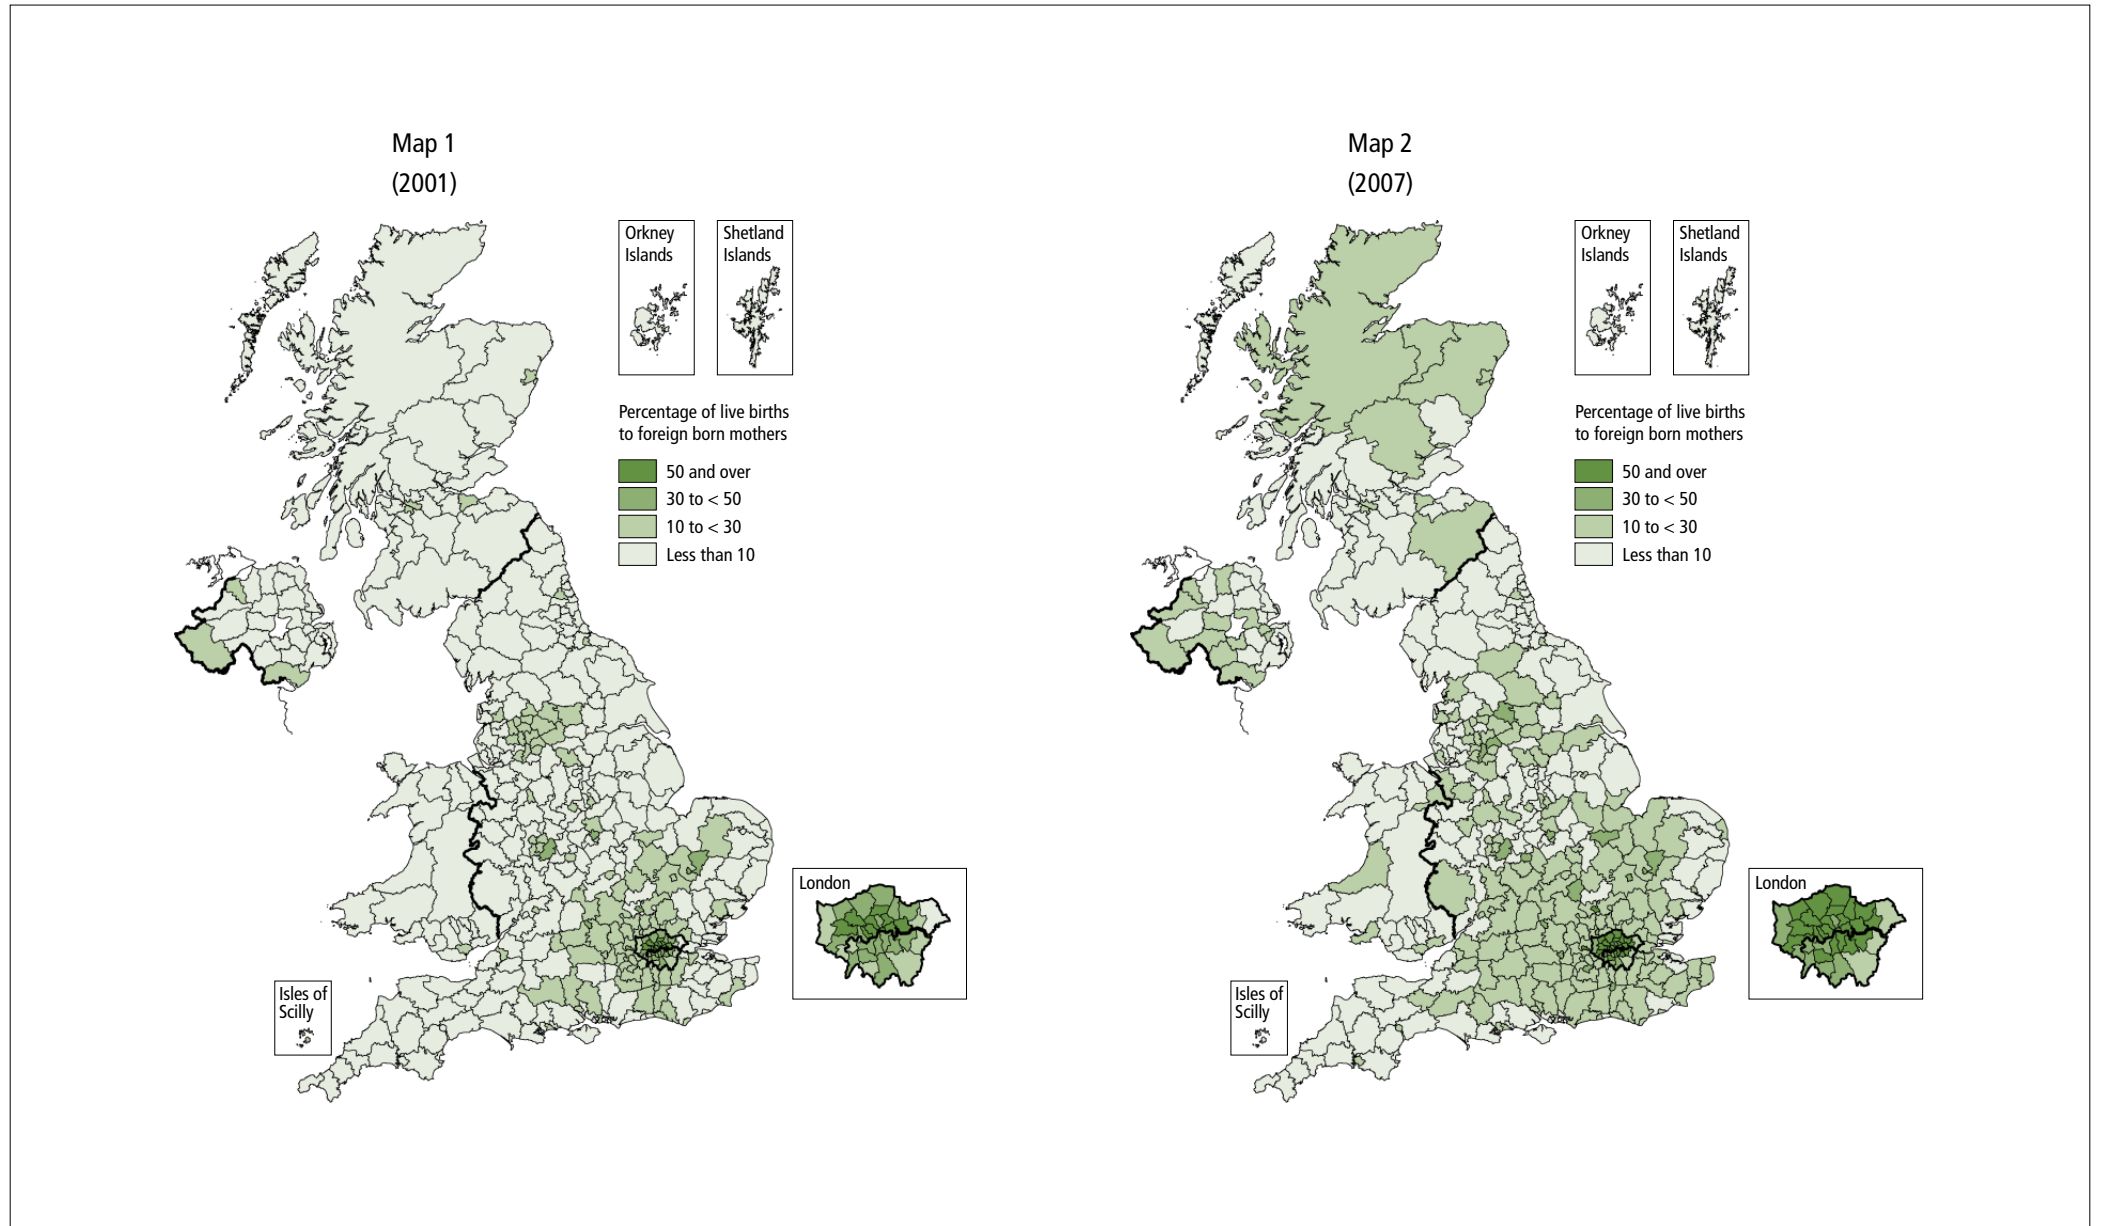 Map 1
(2001)
Orkney
Islands
Shetland
Islands
Percentage of live births
to foreign born mothers
50 and over
30 to < 50
10 to < 30
Less than 10
London
Isles of
Scilly
Map 2
(2007)
Orkney
Islands
Shetland
Islands
Percentage of live births
to foreign born mothers
50 and over
30 to < 50
10 to < 30
Less than 10
London
Isles of
Scilly